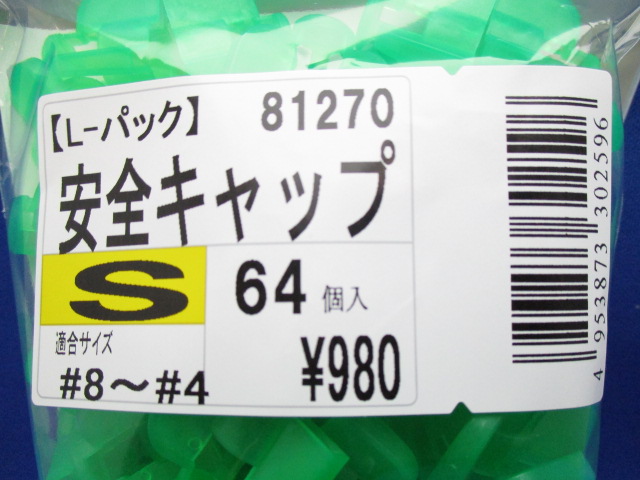 【L-パック】 81270
安全キャップ
S 64 個入
適合サイズ
#8～#4 ¥980
4 953873 302596